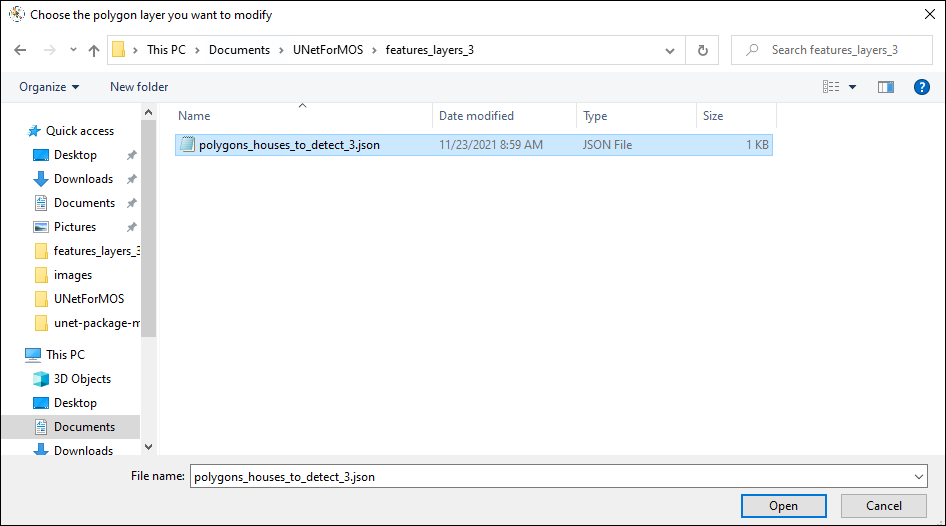 Choose the polygon layer you want to modify
This PC Documents UNetForMOS features_layers_3
Search features_layers_3
Organize New folder
Name Date modified Type Size
polygons_houses_to_detect_3.json 11/23/2021 8:59 AM JSON File 1 KB
Quick access
Desktop
Downloads
Documents
Pictures
features_layers_3
images
UNetForMOS
unet-package-m
This PC
3D Objects
Desktop
Documents
Downloads
File name: polygons_houses_to_detect_3.json
Open Cancel